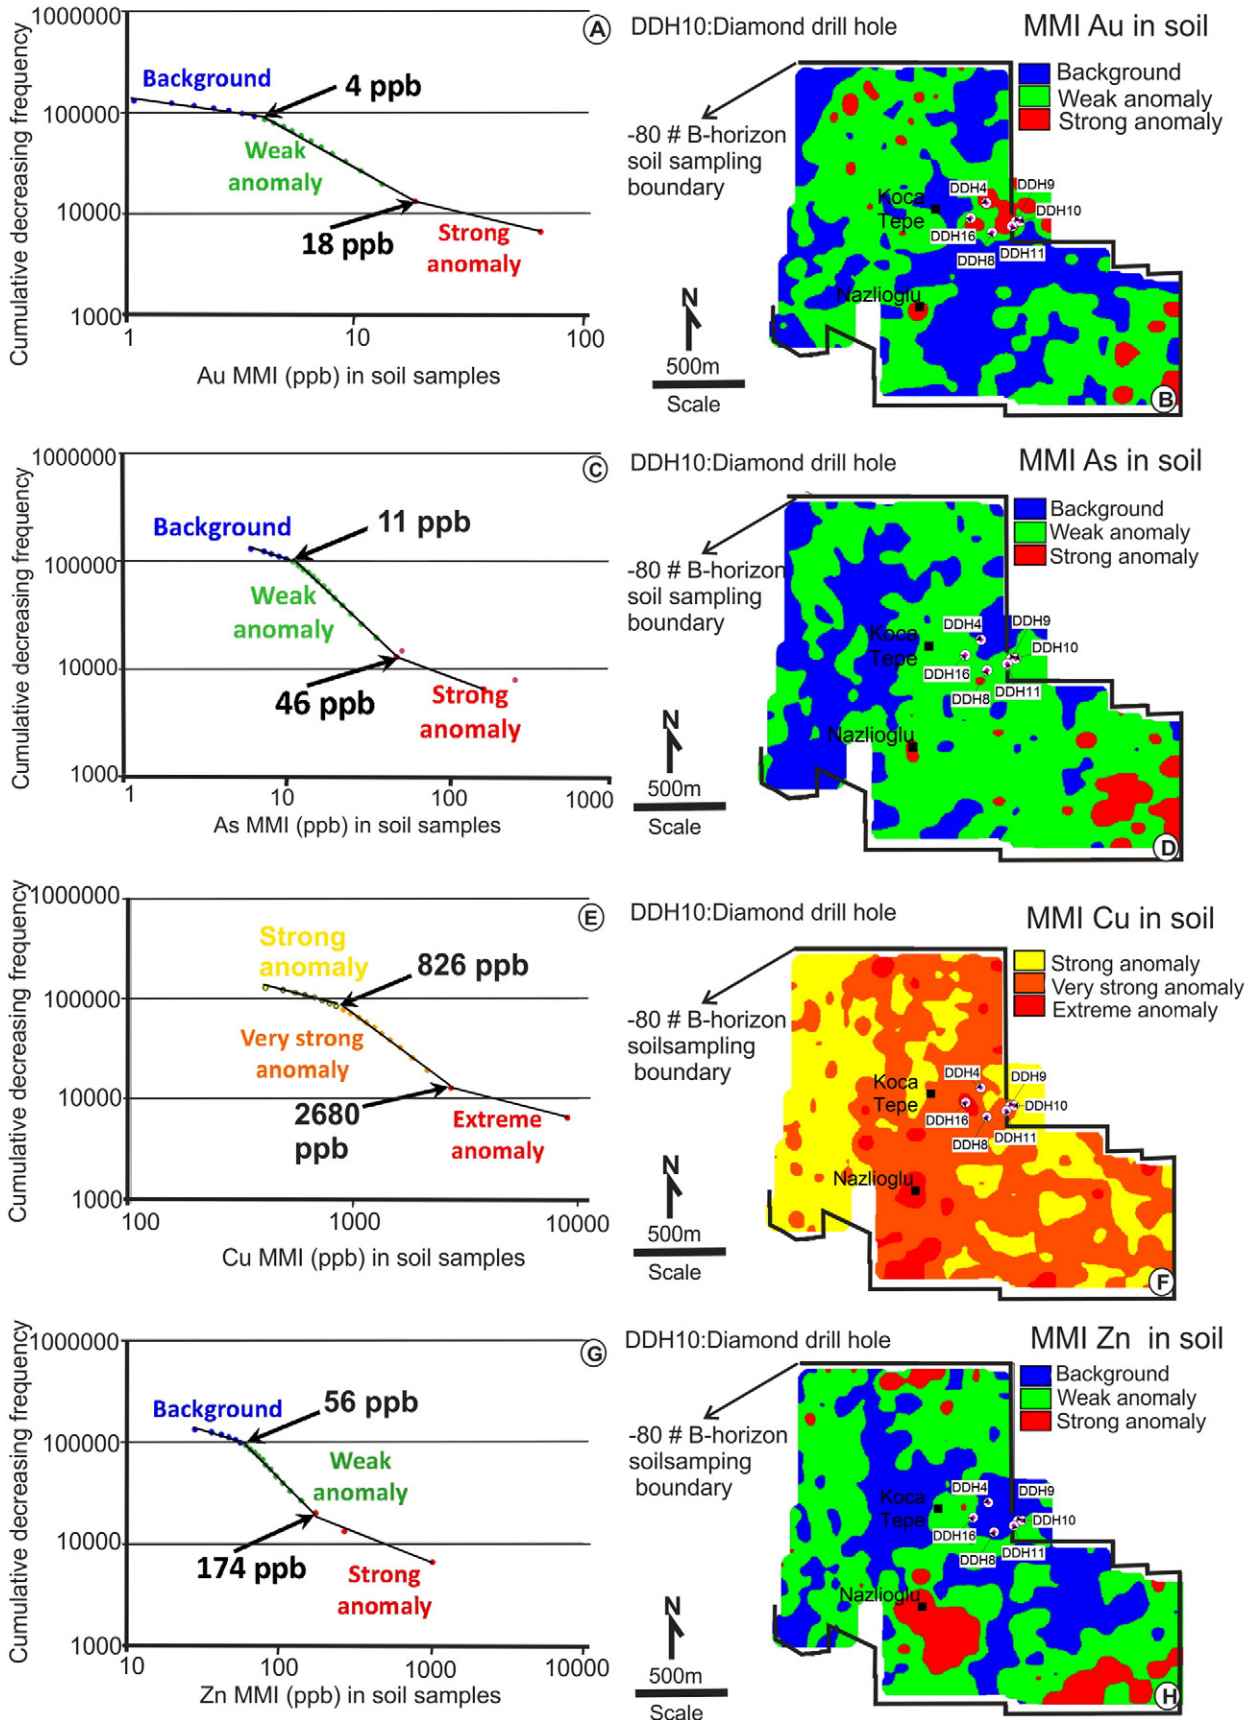 1000000
100000
10000
1000
1
10
100
Cumulative decreasing frequency
Au MMI (ppb) in soil samples
Background
4 ppb
Weak
anomaly
18 ppb
Strong
anomaly
A
DDH10:Diamond drill hole
MMI Au in soil
Background
Weak anomaly
Strong anomaly
-80 # B-horizon
soil sampling
boundary
Koca
Tepe
DDH4
DDH9
DDH10
DDH16
DDH8
DDH11
Nazlioglu
N
500m
Scale
B
1000000
100000
10000
1000
1
10
100
1000
Cumulative decreasing frequency
As MMI (ppb) in soil samples
Background
11 ppb
Weak
anomaly
46 ppb
Strong
anomaly
C
DDH10:Diamond drill hole
MMI As in soil
Background
Weak anomaly
Strong anomaly
-80 # B-horizon
soil sampling
boundary
Koca
Tepe
DDH4
DDH9
DDH10
DDH16
DDH8
DDH11
Nazlioglu
N
500m
Scale
D
1000000
100000
10000
1000
100
1000
10000
Cumulative decreasing frequency
Cu MMI (ppb) in soil samples
Strong
anomaly
826 ppb
Very strong
anomaly
2680
ppb
Extreme
anomaly
E
DDH10:Diamond drill hole
MMI Cu in soil
Strong anomaly
Very strong anomaly
Extreme anomaly
-80 # B-horizon
soilsampling
boundary
Koca
Tepe
DDH4
DDH9
DDH10
DDH16
DDH8
DDH11
Nazlioglu
N
500m
Scale
F
1000000
100000
10000
1000
10
100
1000
10000
Cumulative decreasing frequency
Zn MMI (ppb) in soil samples
Background
56 ppb
Weak
anomaly
174 ppb
Strong
anomaly
G
DDH10:Diamond drill hole
MMI Zn in soil
Background
Weak anomaly
Strong anomaly
-80 # B-horizon
soilsamping
boundary
Koca
Tepe
DDH4
DDH9
DDH10
DDH16
DDH8
DDH11
Nazlioglu
N
500m
Scale
H